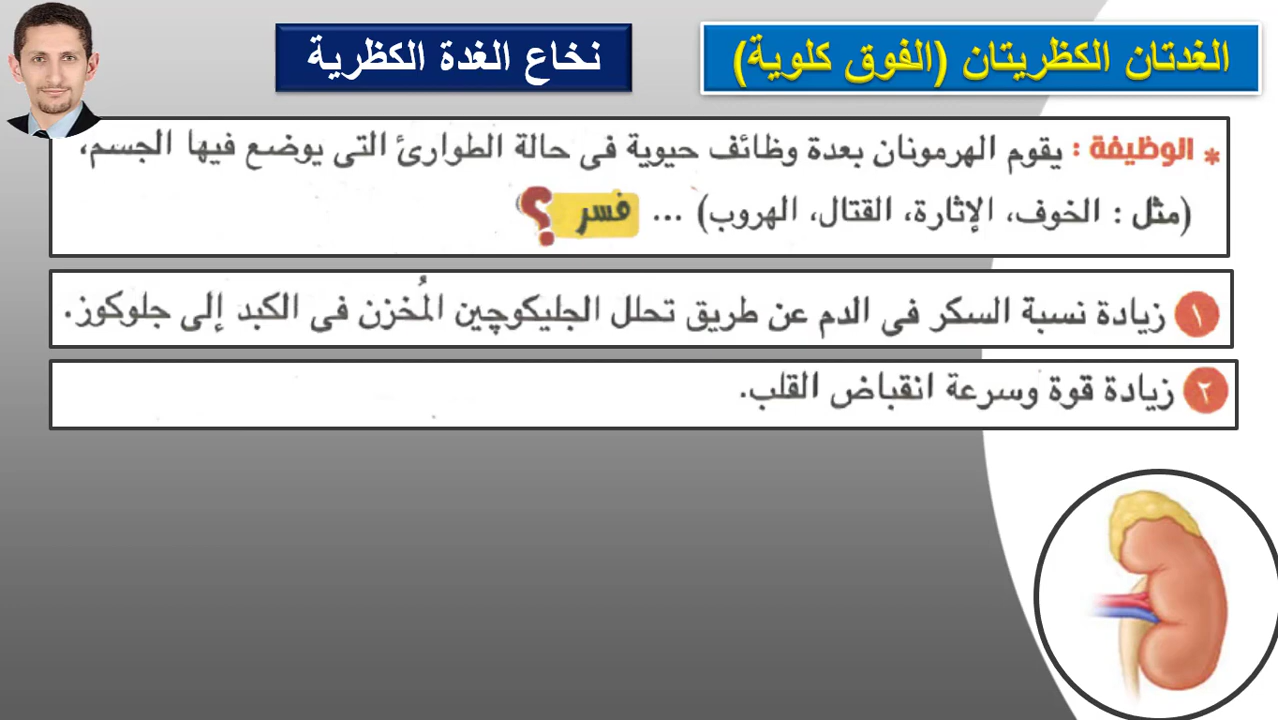 الغدتان الكظريتان (الفوق كلوية)
نخاع الغدة الكظرية
* الوظيفة : يقوم الهرمونان بعدة وظائف حيوية فى حالة الطوارئ التى يوضع فيها الجسم،
(مثل : الخوف، الإثارة، القتال، الهروب) ... فسر ؟
١ زيادة نسبة السكر فى الدم عن طريق تحلل الجليكوچين المُخزن فى الكبد إلى جلوكوز.
٢ زيادة قوة وسرعة انقباض القلب.